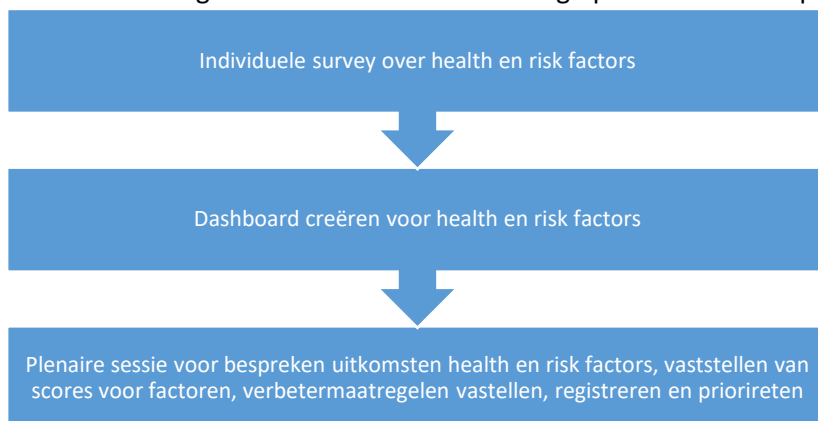 Individuele survey over health en risk factors
Dashboard creëren voor health en risk factors
Plenaire sessie voor bespreken uitkomsten health en risk factors, vaststellen van
scores voor factoren, verbetermaatregelen vastellen, registreren en priorireten